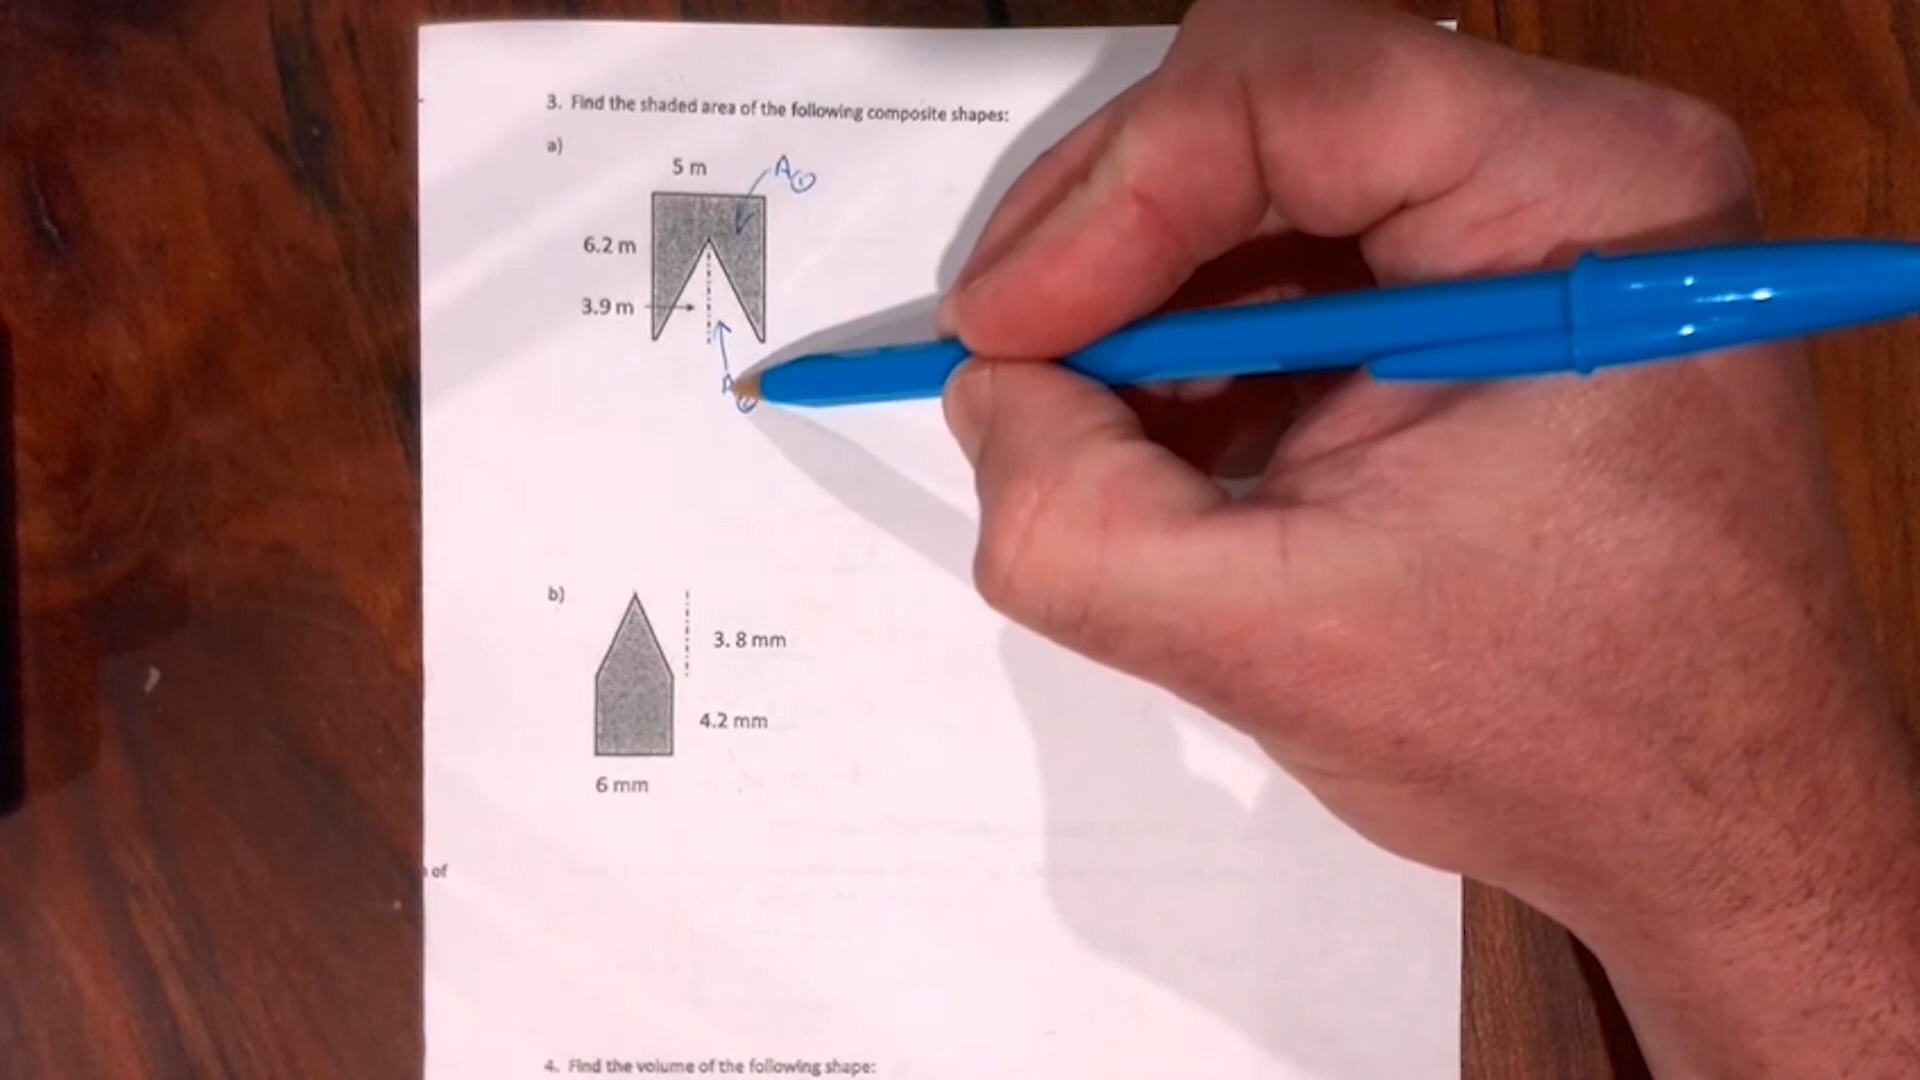 3. Find the shaded area of the following composite shapes:
a)
5 m
A①
6.2 m
3.9 m
A②
b)
3. 8 mm
4.2 mm
6 mm
of
4. Find the volume of the following shape: